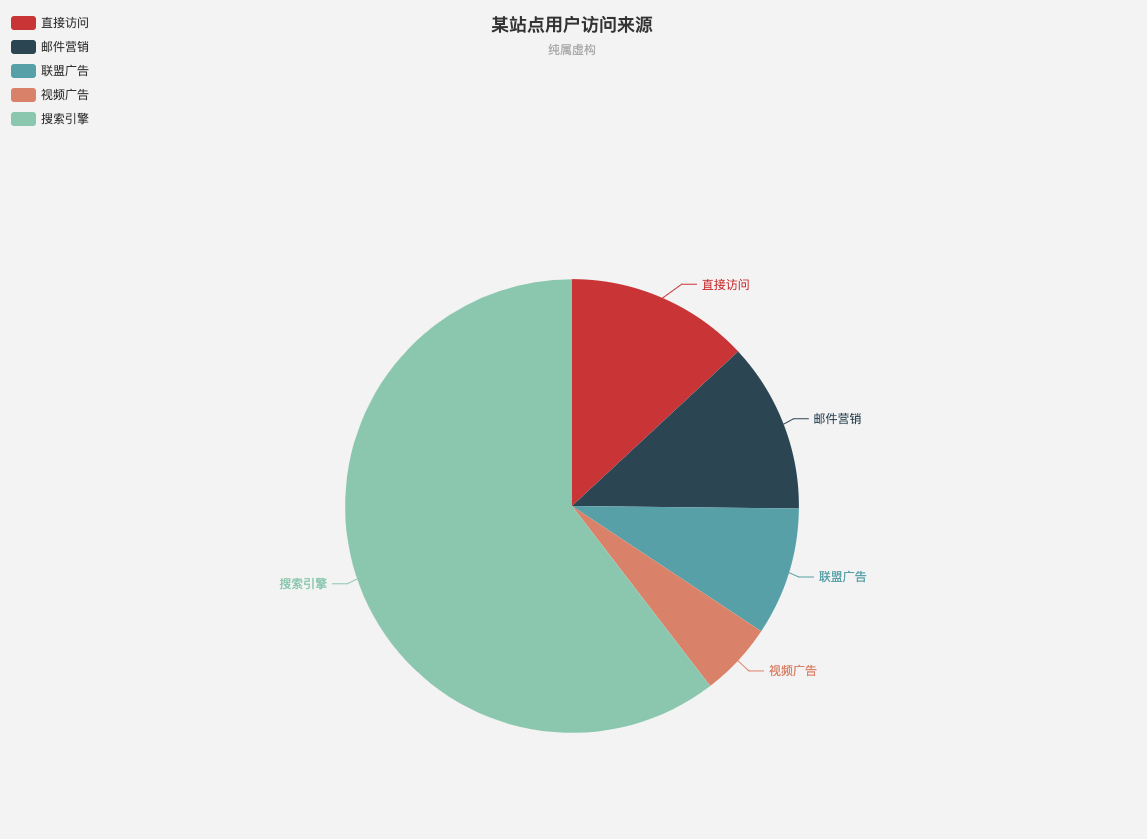 某站点用户访问来源
纯属虚构
直接访问
邮件营销
联盟广告
视频广告
搜索引擎
直接访问
邮件营销
联盟广告
视频广告
搜索引擎